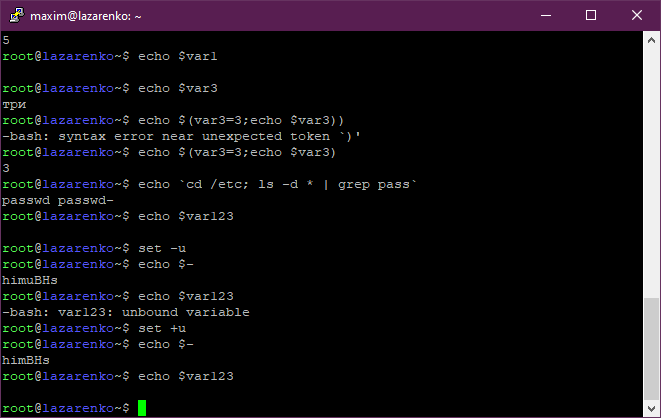 maxim@lazarenko: ~
5
root@lazarenko~$ echo $var1
root@lazarenko~$ echo $var3
три
root@lazarenko~$ echo $(var3=3;echo $var3))
-bash: syntax error near unexpected token `)'
root@lazarenko~$ echo $(var3=3;echo $var3)
3
root@lazarenko~$ echo `cd /etc; ls -d * | grep pass`
passwd passwd-
root@lazarenko~$ echo $var123
root@lazarenko~$ set -u
root@lazarenko~$ echo $-
himuBHs
root@lazarenko~$ echo $var123
-bash: var123: unbound variable
root@lazarenko~$ set +u
root@lazarenko~$ echo $-
himBHs
root@lazarenko~$ echo $var123
root@lazarenko~$